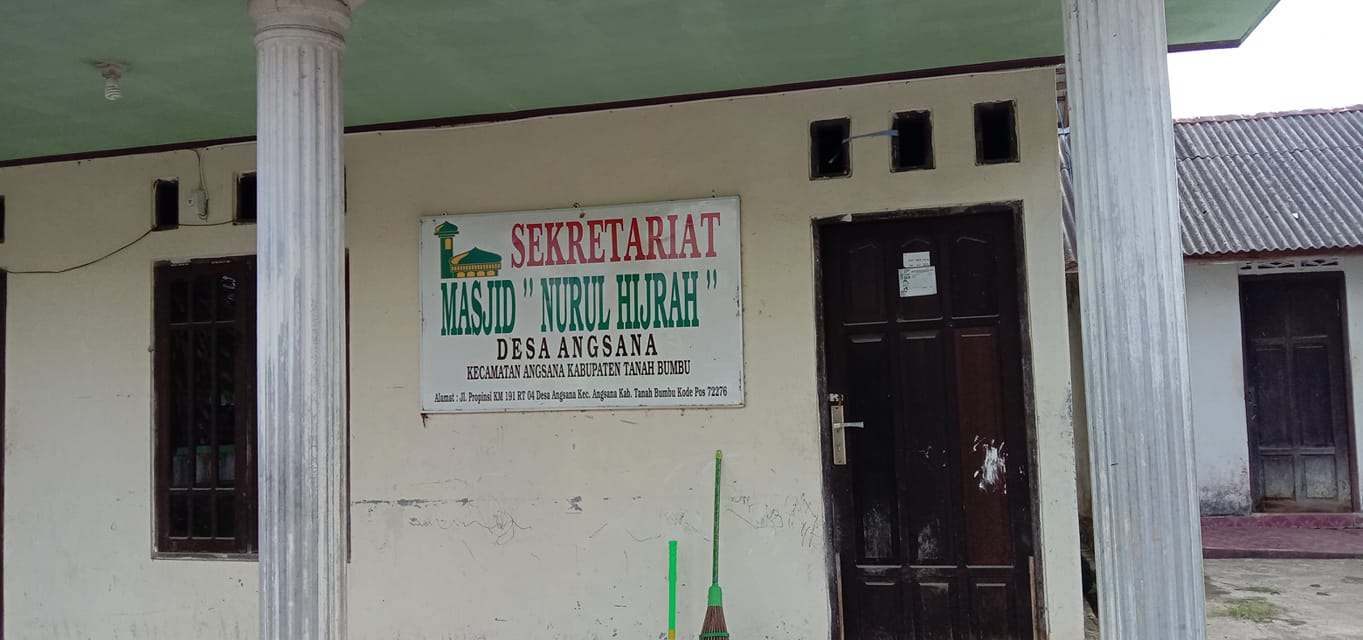 SEKRETARIAT
MASJID " NURUL HIJRAH "
DESA ANGSANA
KECAMATAN ANGSANA KABUPATEN TANAH BUMBU
Alamat : Jl. Propinsi KM 191 RT 04 Desa Angsana Kec. Angsana Kab. Tanah Bumbu Kode Pos 72276